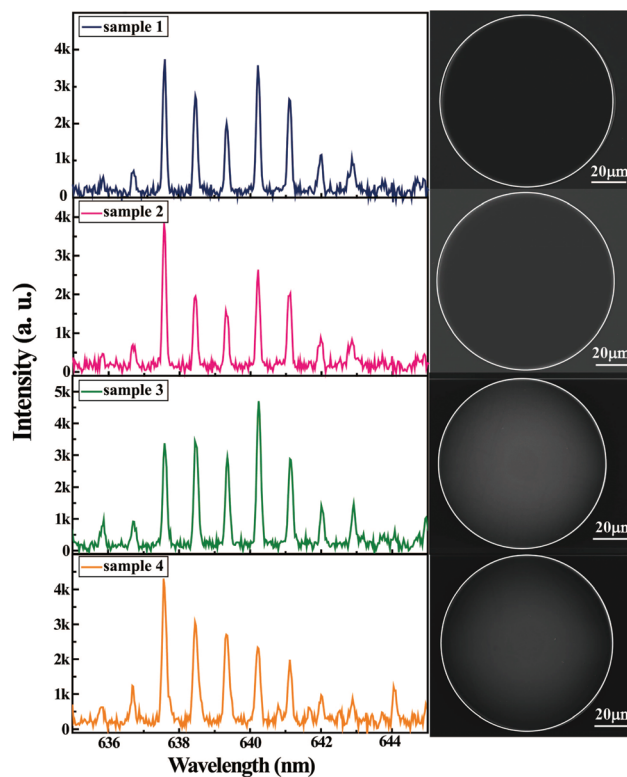 sample 1
4k
3k
2k
1k
0
20μm
sample 2
4k
3k
2k
1k
0
20μm
Intensity (a. u.)
sample 3
5k
4k
3k
2k
1k
0
20μm
sample 4
4k
3k
2k
1k
0
20μm
636 638 640 642 644
Wavelength (nm)